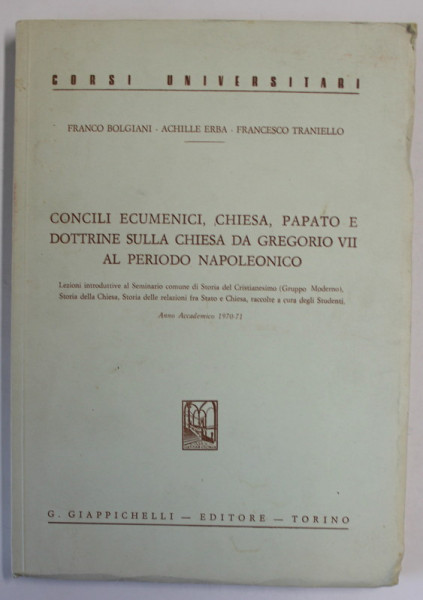 CORSI UNIVERSITARI
FRANCO BOLGIANI - ACHILLE ERBA - FRANCESCO TRANIELLO
CONCILI ECUMENICI, CHIESA, PAPATO E
DOTTRINE SULLA CHIESA DA GREGORIO VII
AL PERIODO NAPOLEONICO
Lezioni introduttive al Seminario comune di Storia del Cristianesimo (Gruppo Moderno),
Storia della Chiesa, Storia delle relazioni fra Stato e Chiesa, raccolte a cura degli Studenti.
Anno Accademico 1970-71
G. GIAPPICHELLI — EDITORE — TORINO